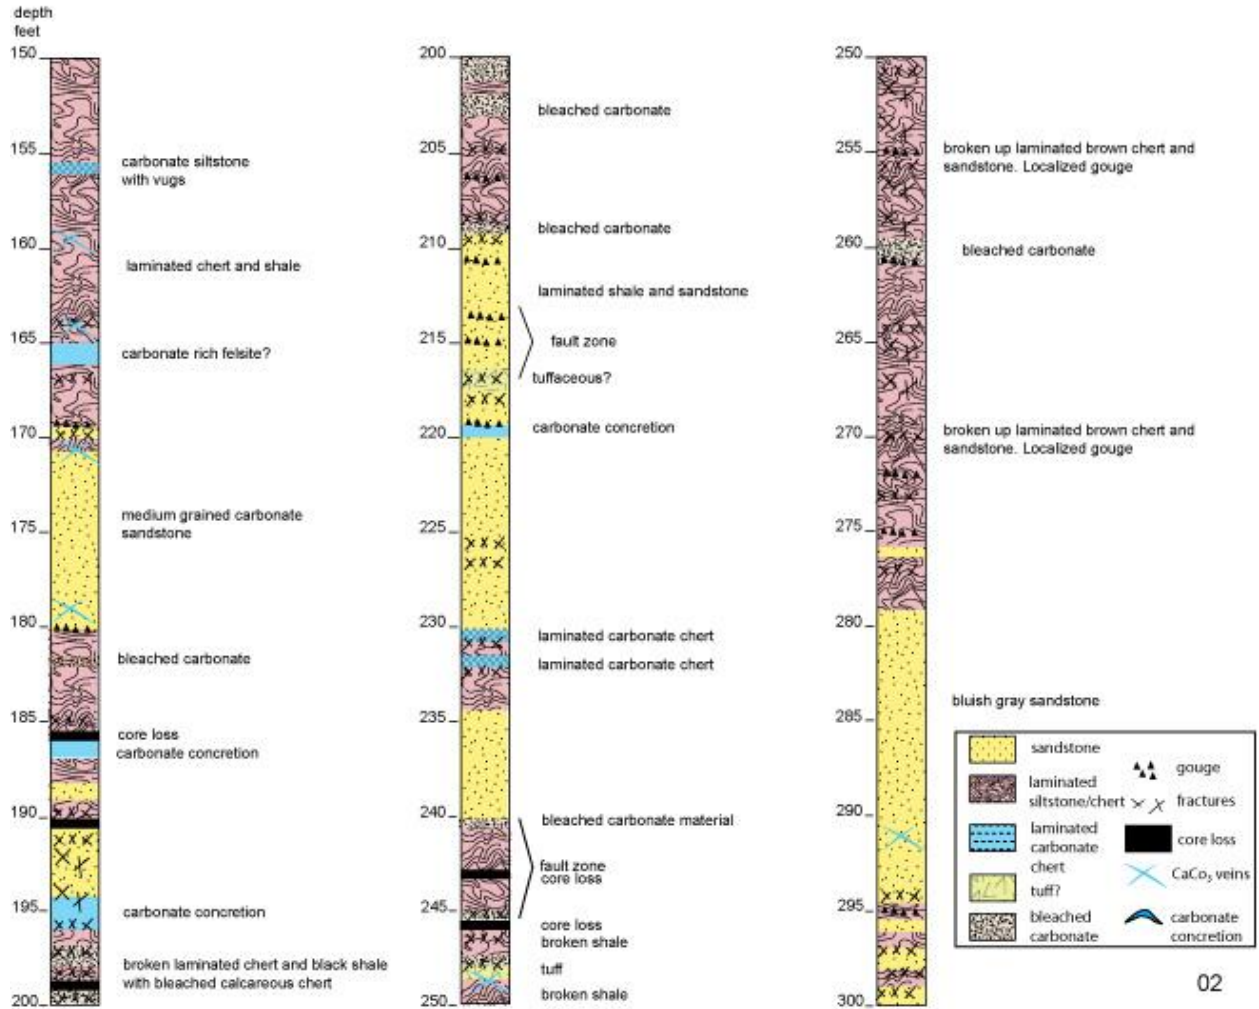 depth
feet
150
155
160
165
170
175
180
185
190
195
200
carbonate siltstone
with vugs
laminated chert and shale
carbonate rich felsite?
medium grained carbonate
sandstone
bleached carbonate
core loss
carbonate concretion
carbonate concretion
broken laminated chert and black shale
with bleached calcareous chert
200
205
210
215
220
225
230
235
240
245
250
bleached carbonate
bleached carbonate
laminated shale and sandstone
fault zone
tuffaceous?
carbonate concretion
laminated carbonate chert
laminated carbonate chert
bleached carbonate material
fault zone
core loss
core loss
broken shale
tuff
broken shale
250
255
260
265
270
275
280
285
290
295
300
broken up laminated brown chert and
sandstone. Localized gouge
bleached carbonate
broken up laminated brown chert and
sandstone. Localized gouge
bluish gray sandstone
sandstone
laminated
siltstone/chert
laminated
carbonate
chert
tuff?
bleached
carbonate
gouge
fractures
core loss
CaCo₃ veins
carbonate
concretion
02